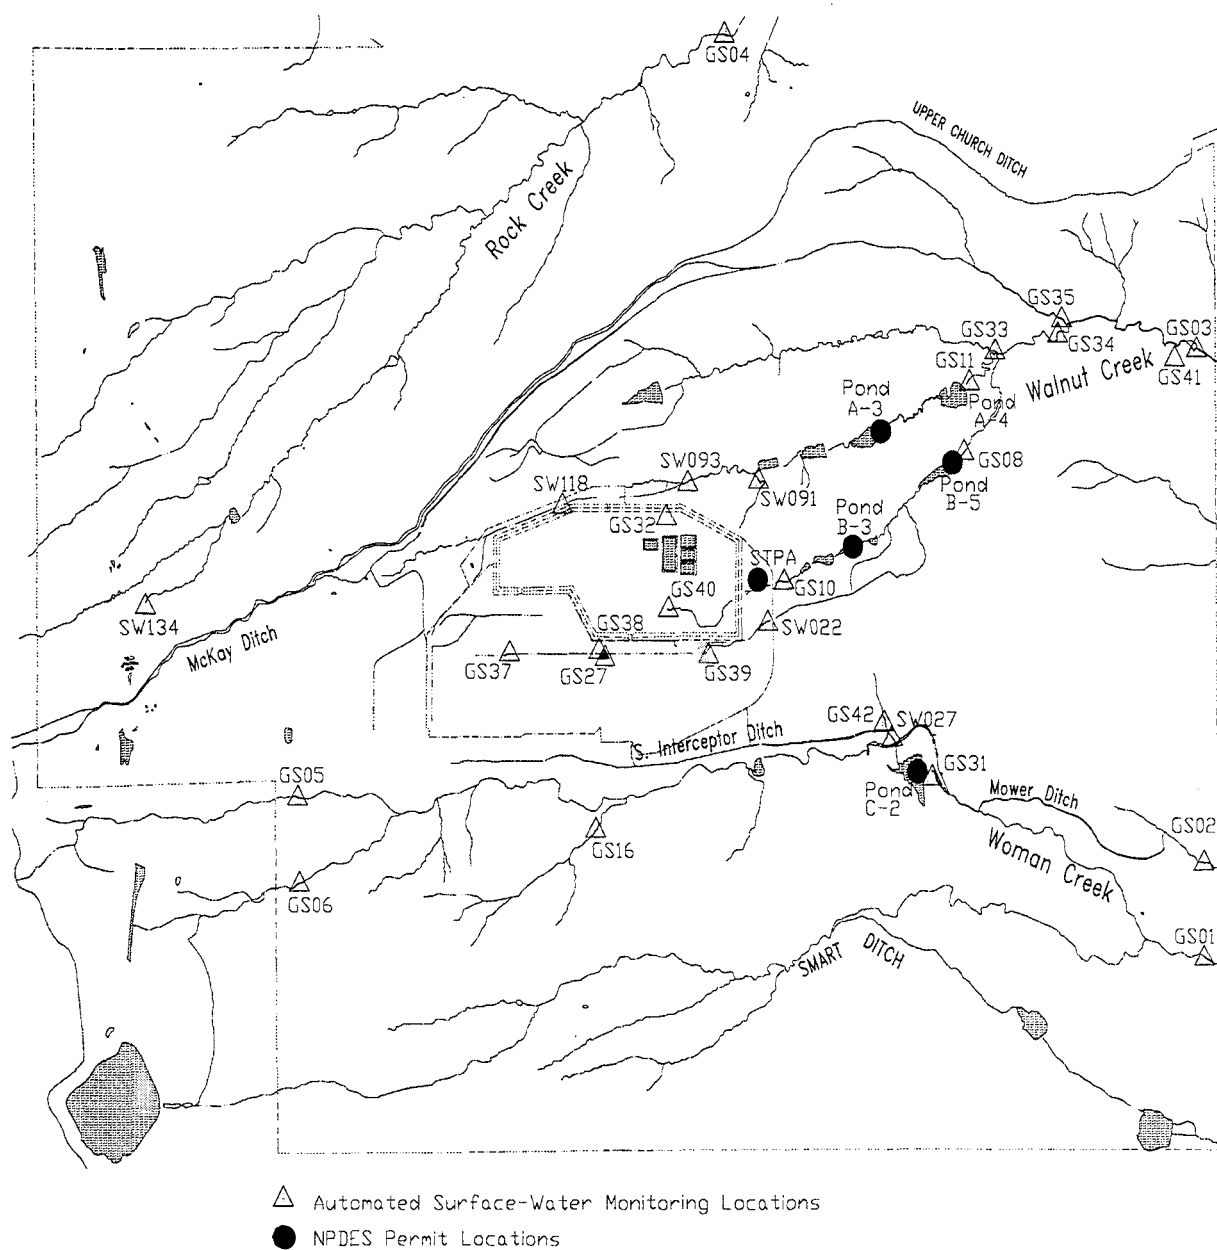 GS04
UPPER CHURCH DITCH
Rock Creek
GS35
GS33
GS03
GS34
GS11
GS41
Walnut Creek
Pond
A-3
Pond
A-4
SW093
GS08
SW118
SW091
Pond
B-5
GS32
Pond
B-3
STPA
GS40
GS10
SW134
GS38
SW022
McKay Ditch
GS37
GS27
GS39
GS42
SW027
S. Interceptor Ditch
GS31
GS05
Pond
C-2
Mower Ditch
GS02
GS16
Woman Creek
GS06
GS01
SMART DITCH
Automated Surface-Water Monitoring Locations
NPDES Permit Locations